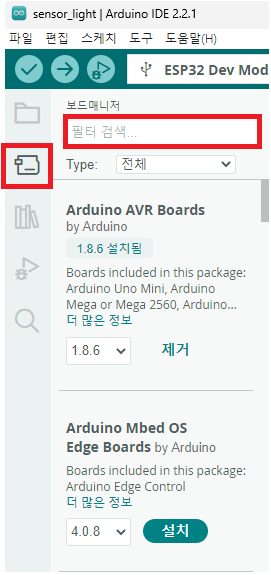 sensor_light | Arduino IDE 2.2.1
파일 편집 스케치 도구 도움말(H)
ESP32 Dev Mod
보드매니저
필터 검색...
Type: 전체
Arduino AVR Boards
by Arduino
1.8.6 설치됨
Boards included in this package:
Arduino Uno Mini, Arduino
Mega or Mega 2560, Arduino...
더 많은 정보
1.8.6 제거
Arduino Mbed OS
Edge Boards by Arduino
Boards included in this package:
Arduino Edge Control
더 많은 정보
4.0.8 설치